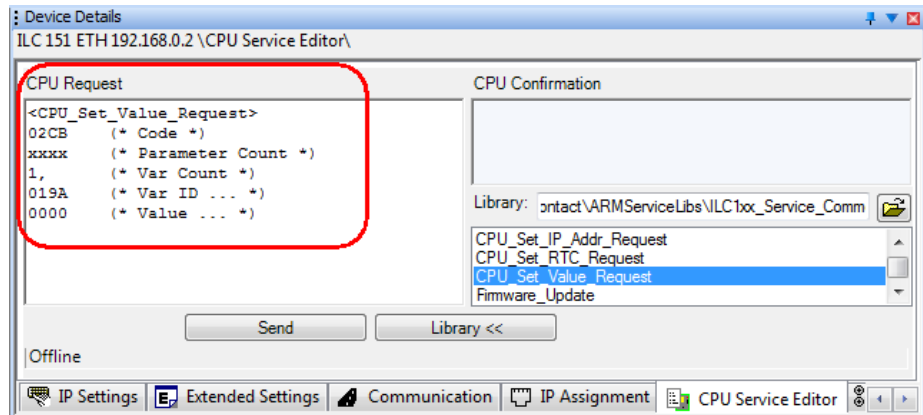 Device Details
ILC 151 ETH 192.168.0.2 \CPU Service Editor\
CPU Request
<CPU_Set_Value_Request>
02CB (* Code *)
xxxx (* Parameter Count *)
1, (* Var Count *)
019A (* Var ID ... *)
0000 (* Value ... *)
CPU Confirmation
Library: ontact\ARMServiceLibs\ILC1xx_Service_Comm
CPU_Set_IP_Addr_Request
CPU_Set_RTC_Request
CPU_Set_Value_Request
Firmware_Update
Send Library <<
Offline
IP Settings Extended Settings Communication IP Assignment CPU Service Editor